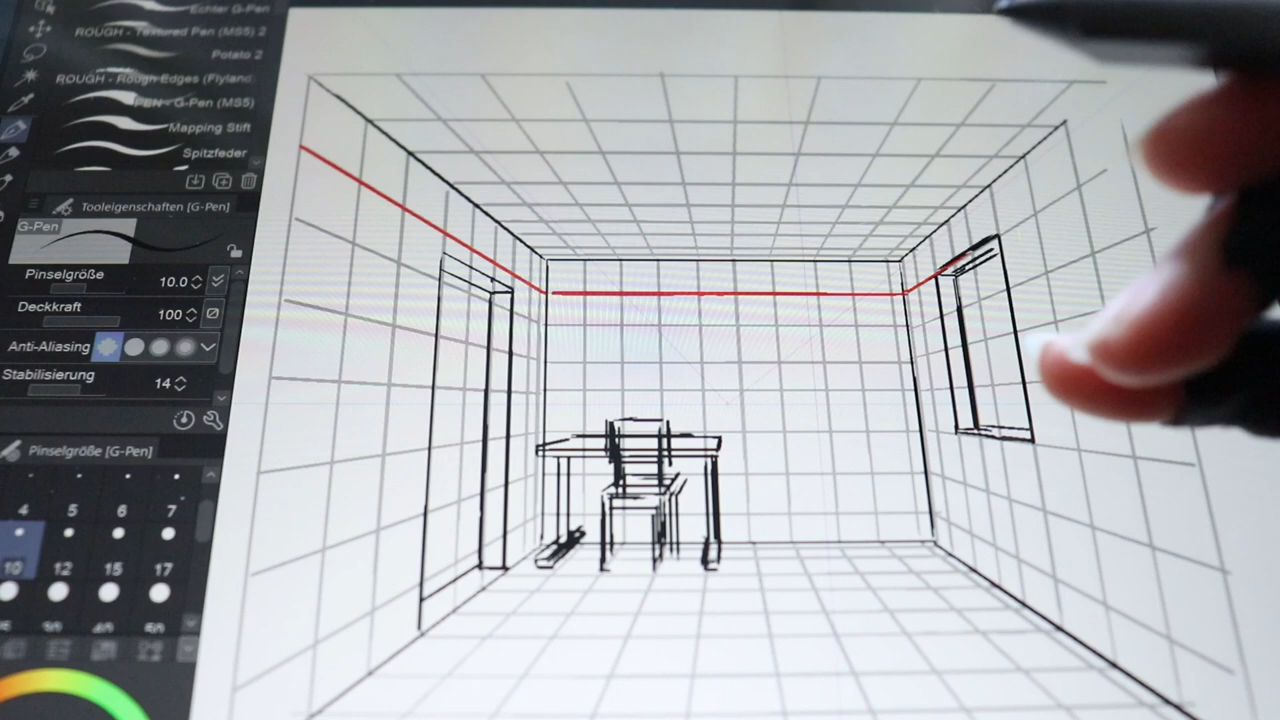 Echter G-Pen
ROUGH - Textured Pen (MS5) 2
Potato 2
ROUGH - Rough Edges (Flyland
PEN - G-Pen (MS5)
Mapping Stift
Spitzfeder
Tooleigenschaften [G-Pen]
G-Pen
Pinselgröße 10.0
Deckkraft 100
Anti-Aliasing
Stabilisierung 14
Pinselgröße [G-Pen]
4 5 6 7
10 12 15 17